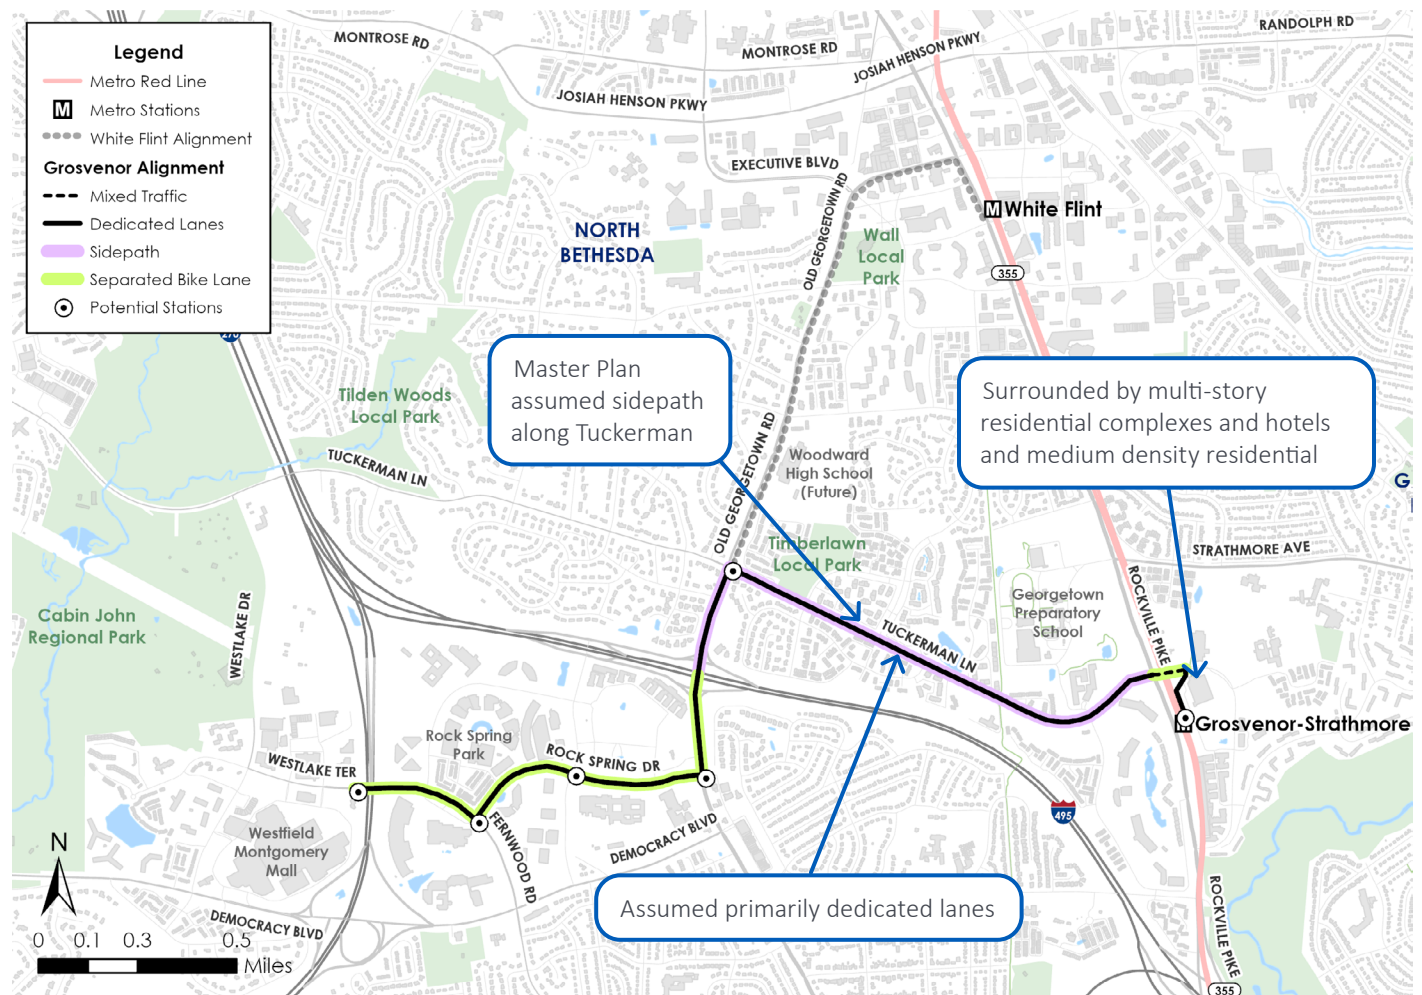 Legend
Metro Red Line
M Metro Stations
White Flint Alignment
Grosvenor Alignment
Mixed Traffic
Dedicated Lanes
Sidepath
Separated Bike Lane
Potential Stations
MONTROSE RD
MONTROSE RD
JOSIAH HENSON PKWY
RANDOLPH RD
JOSIAH HENSON PKWY
EXECUTIVE BLVD
OLD GEORGETOWN RD
M White Flint
NORTH
BETHESDA
Wall
Local
Park
355
270
Master Plan
assumed sidepath
along Tuckerman
Surrounded by multi-story
residential complexes and hotels
and medium density residential
Tilden Woods
Local Park
TUCKERMAN LN
OLD GEORGETOWN RD
Woodward
High School
(Future)
G
Timberlawn
Local Park
STRATHMORE AVE
ROCKVILLE PIKE
Georgetown
Preparatory
School
Cabin John
Regional Park
WESTLAKE DR
TUCKERMAN LN
Grosvenor-Strathmore
Rock Spring
Park
ROCK SPRING DR
WESTLAKE TER
FERNWOOD RD
495
Westfield
Montgomery
Mall
DEMOCRACY BLVD
Assumed primarily dedicated lanes
DEMOCRACY BLVD
ROCKVILLE PIKE
355
N
0 0.1 0.3 0.5
Miles